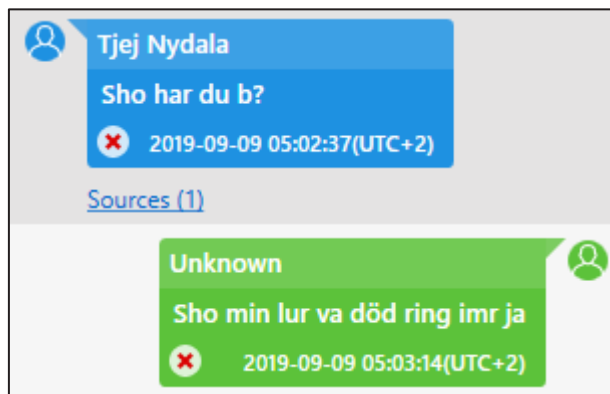 Tjej Nydala
Sho har du b?
2019-09-09 05:02:37(UTC+2)
Sources (1)
Unknown
Sho min lur va död ring imr ja
2019-09-09 05:03:14(UTC+2)